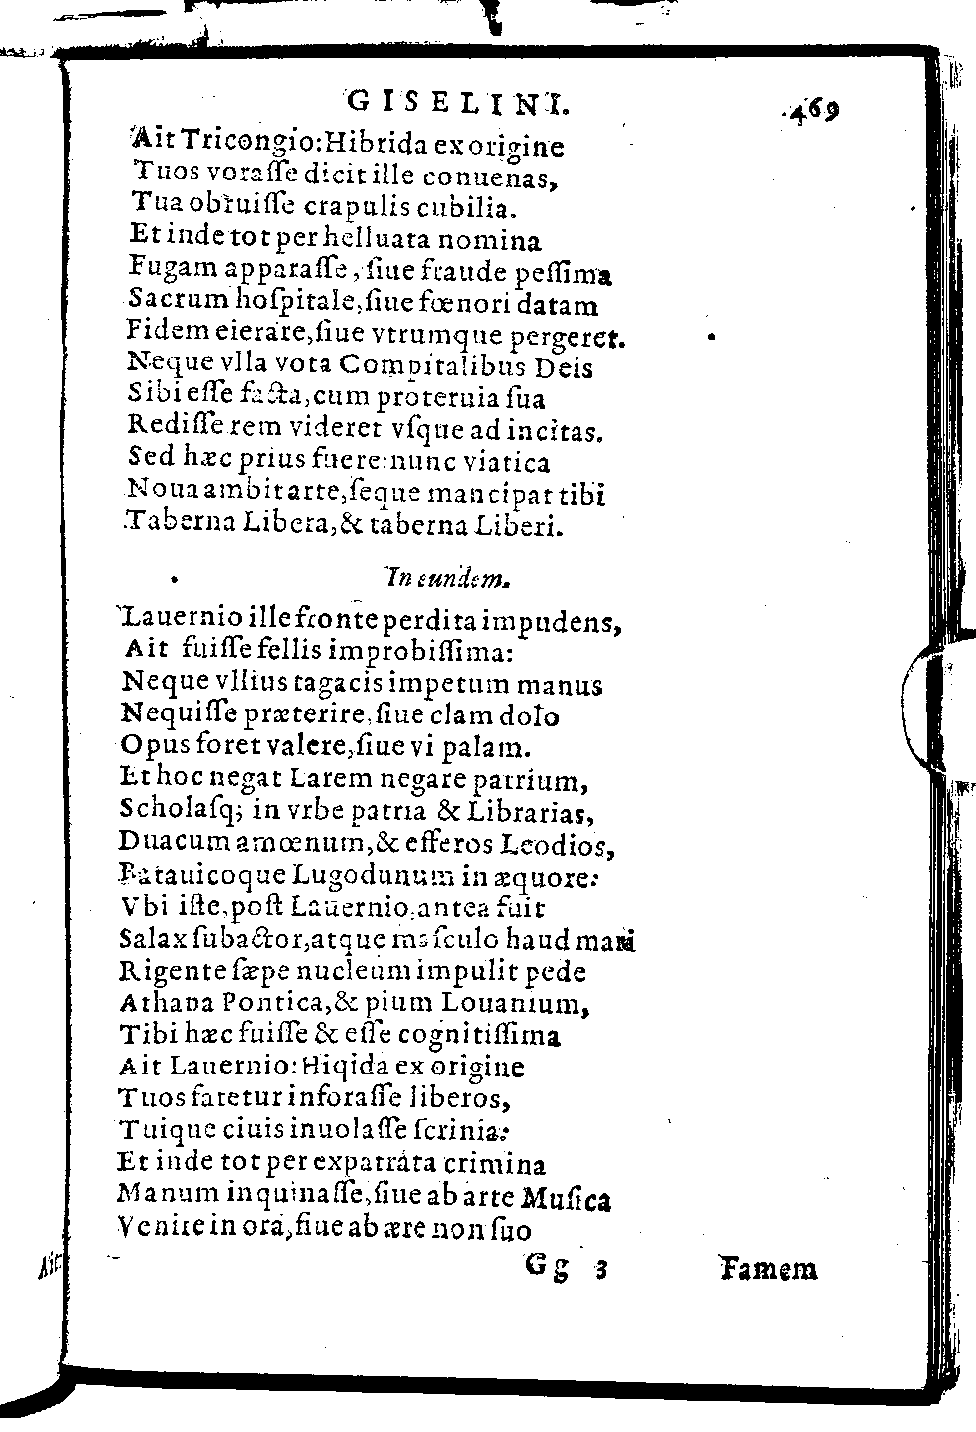 GISELINI. 469
Ait Tricongio: Hibrida ex origine
Tuos voraſſe dicit ille conuenas,
Tua obruiſſe crapulis cubilia.
Et inde tot per helluata nomina
Fugam apparaſſe, ſiue fraude peſſima
Sacrum hoſpitale, ſiue fœnori datam
Fidem eierare, ſiue vtrumque pergeret.
Neque vlla vota Compitalibus Deis
Sibi eſſe facta, cum proteruia ſua
Rediſſe rem videret vſque ad incitas.
Sed hæc prius fuere: nunc viatica
Noua ambit arte, ſeque mancipat tibi
Taberna Libera, & taberna Liberi.
In eundem.
Lauernio ille fronte perdita impudens,
Ait fuiſſe fellis improbiſſima:
Neque vllius tagacis impetum manus
Nequiſſe præterire, ſiue clam dolo
Opus foret valere, ſiue vi palam.
Et hoc negat Larem negare patrium,
Scholaſq; in vrbe patria & Librarias,
Duacum amœnum, & efferos Leodios,
Batauicoque Lugodunum in æquore:
Vbi iſte, poſt Lauernio, antea fuit
Salax ſubactor, atque maſculo haud mari
Rigente ſæpe nucleum impulit pede
Athana Pontica, & pium Louanium,
Tibi hæc fuiſſe & eſſe cognitiſſima
Ait Lauernio: Hiqida ex origine
Tuos fatetur inforaſſe liberos,
Tuique ciuis inuolaſſe ſcrinia:
Et inde tot per expatrata crimina
Manum inquinaſſe, ſiue ab arte Muſica
Venire in ora, ſiue ab ære non ſuo
Ait
Gg 3 Famem